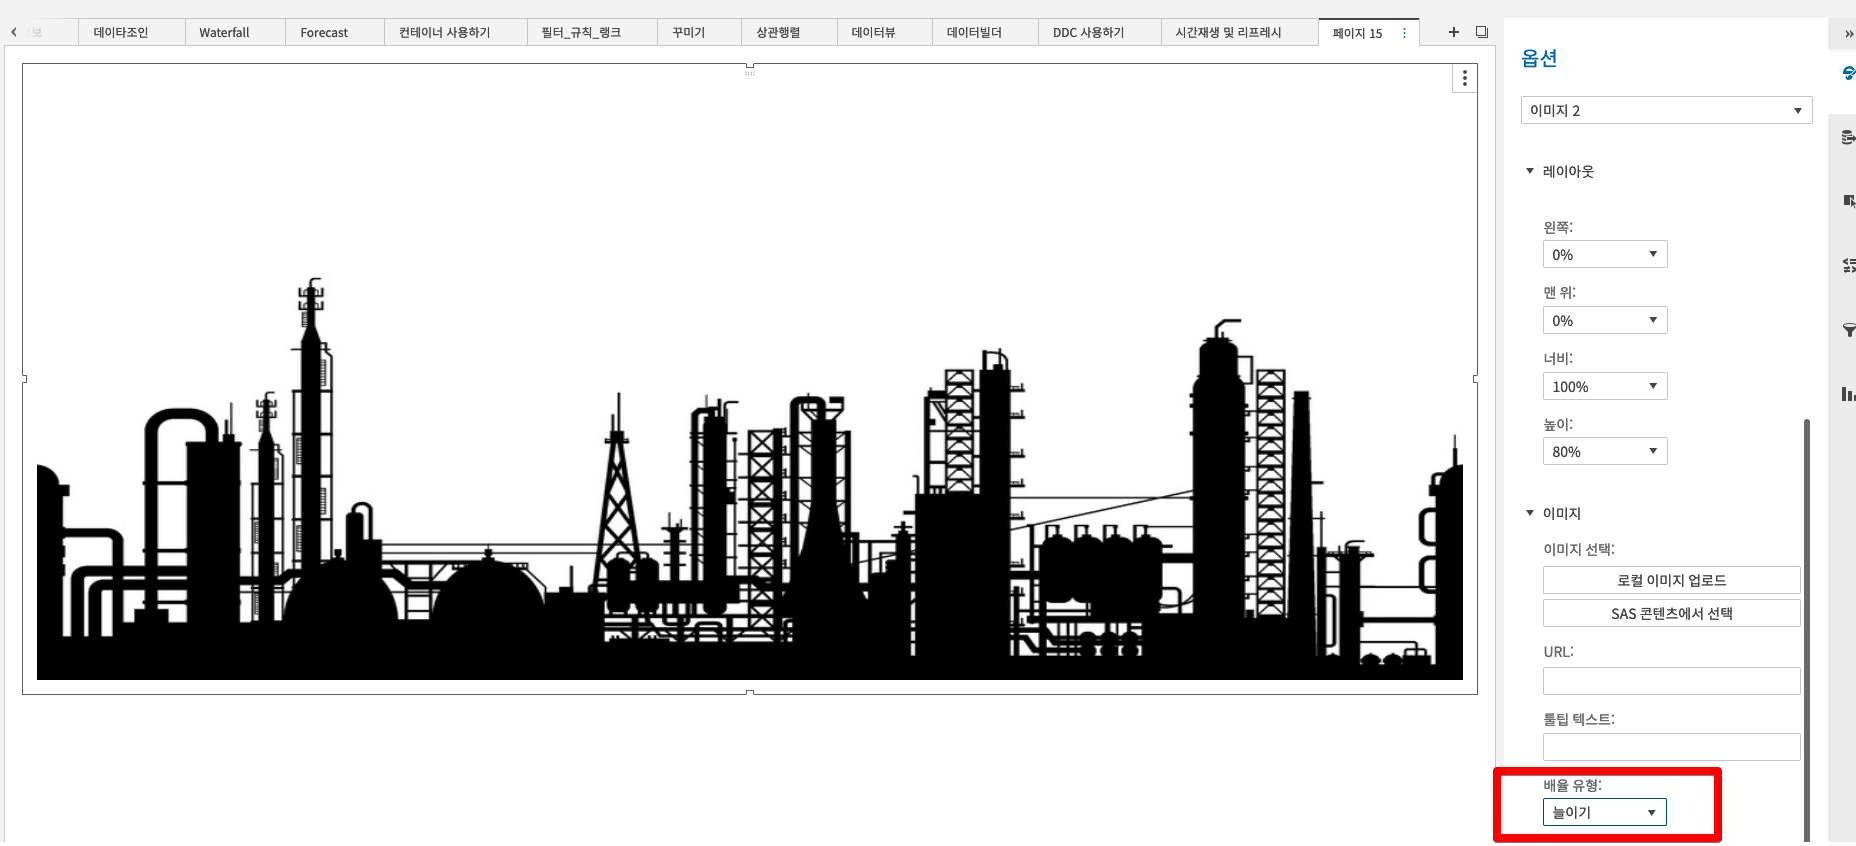 데이타조인
Waterfall
Forecast
컨테이너 사용하기
필터_규칙_랭크
꾸미기
상관행렬
데이터뷰
데이터빌더
DDC 사용하기
시간재생 및 리프레시
페이지 15
옵션
이미지 2
레이아웃
왼쪽:
0%
맨 위:
0%
너비:
100%
높이:
80%
이미지
이미지 선택:
로컬 이미지 업로드
SAS 콘텐츠에서 선택
URL:
툴팁 텍스트:
배율 유형:
늘이기